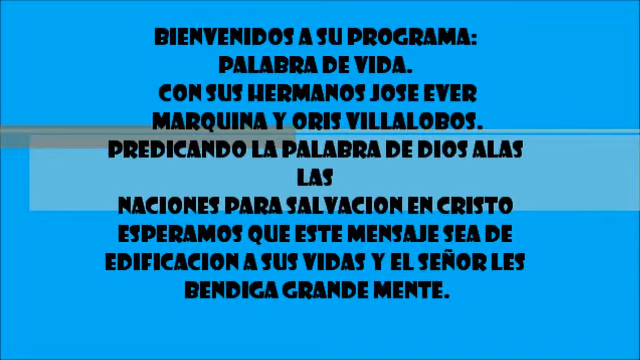 BIENVENIDOS A SU PROGRAMA:
PALABRA DE VIDA.
CON SUS HERMANOS JOSE EVER
MARQUINA Y ORIS VILLALOBOS.
PREDICANDO LA PALABRA DE DIOS ALAS
LAS
NACIONES PARA SALVACION EN CRISTO
ESPERAMOS QUE ESTE MENSAJE SEA DE
EDIFICACION A SUS VIDAS Y EL SEÑOR LES
BENDIGA GRANDE MENTE.